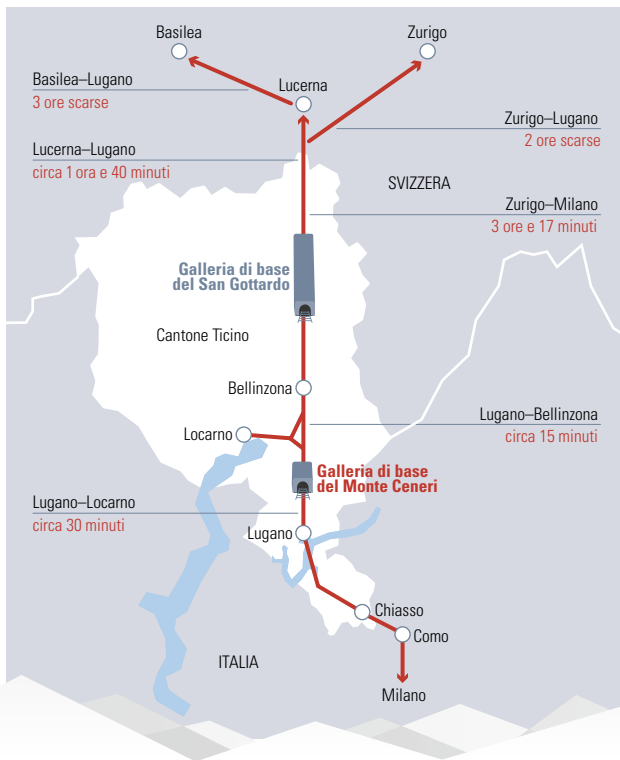 Basilea
Zurigo
Basilea–Lugano
3 ore scarse
Lucerna
Zurigo–Lugano
2 ore scarse
Lucerna–Lugano
circa 1 ora e 40 minuti
SVIZZERA
Zurigo–Milano
3 ore e 17 minuti
Galleria di base
del San Gottardo
Cantone Ticino
Bellinzona
Lugano–Bellinzona
circa 15 minuti
Locarno
Galleria di base
del Monte Ceneri
Lugano–Locarno
circa 30 minuti
Lugano
Chiasso
Como
ITALIA
Milano